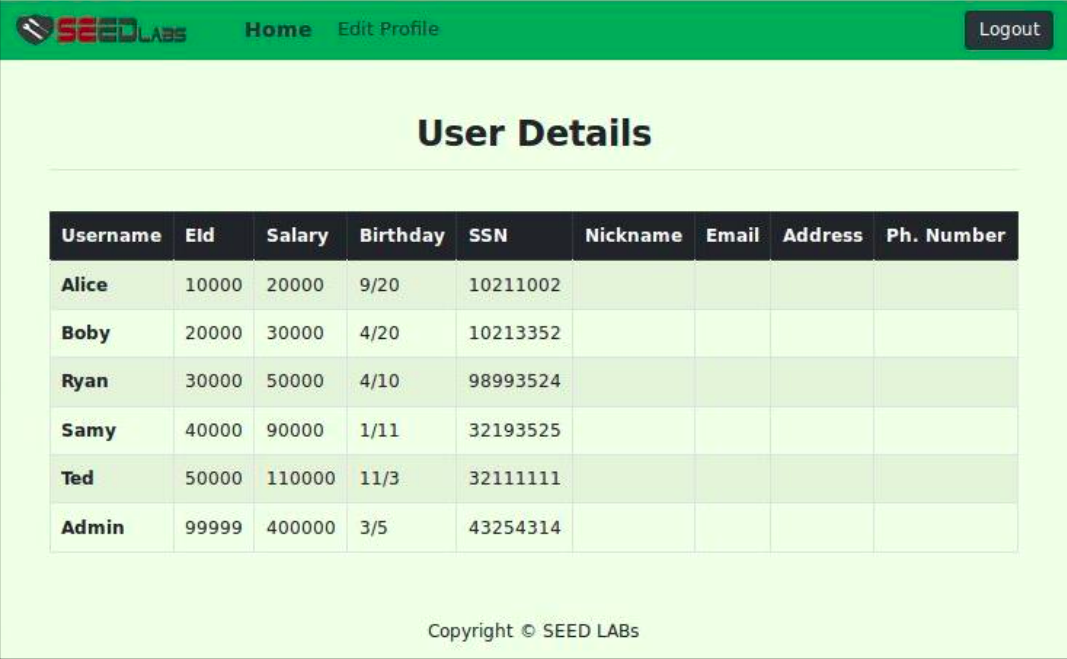 SEEDLABS Home Edit Profile Logout
User Details
Username EId Salary Birthday SSN Nickname Email Address Ph. Number
Alice 10000 20000 9/20 10211002
Boby 20000 30000 4/20 10213352
Ryan 30000 50000 4/10 98993524
Samy 40000 90000 1/11 32193525
Ted 50000 110000 11/3 32111111
Admin 99999 400000 3/5 43254314
Copyright © SEED LABs